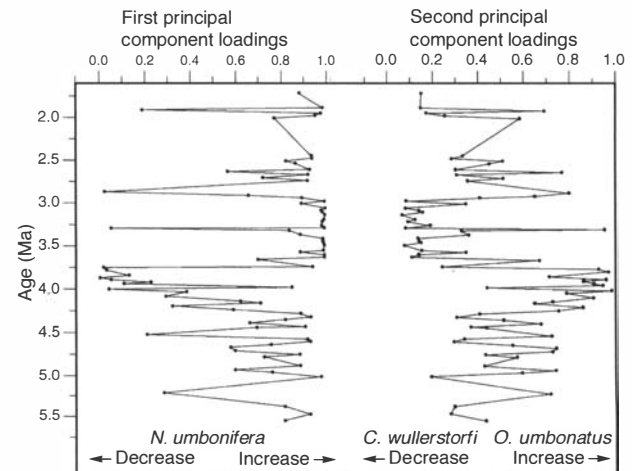 First principal
component loadings
Second principal
component loadings
0.0 0.2 0.4 0.6 0.8 1.0 0.0 0.2 0.4 0.6 0.8 1.0
Age (Ma)
2.0
2.5
3.0
3.5
4.0
4.5
5.0
5.5
N. umbonifera
← Decrease Increase →
C. wullerstorfi O. umbonatus
← Decrease Increase →